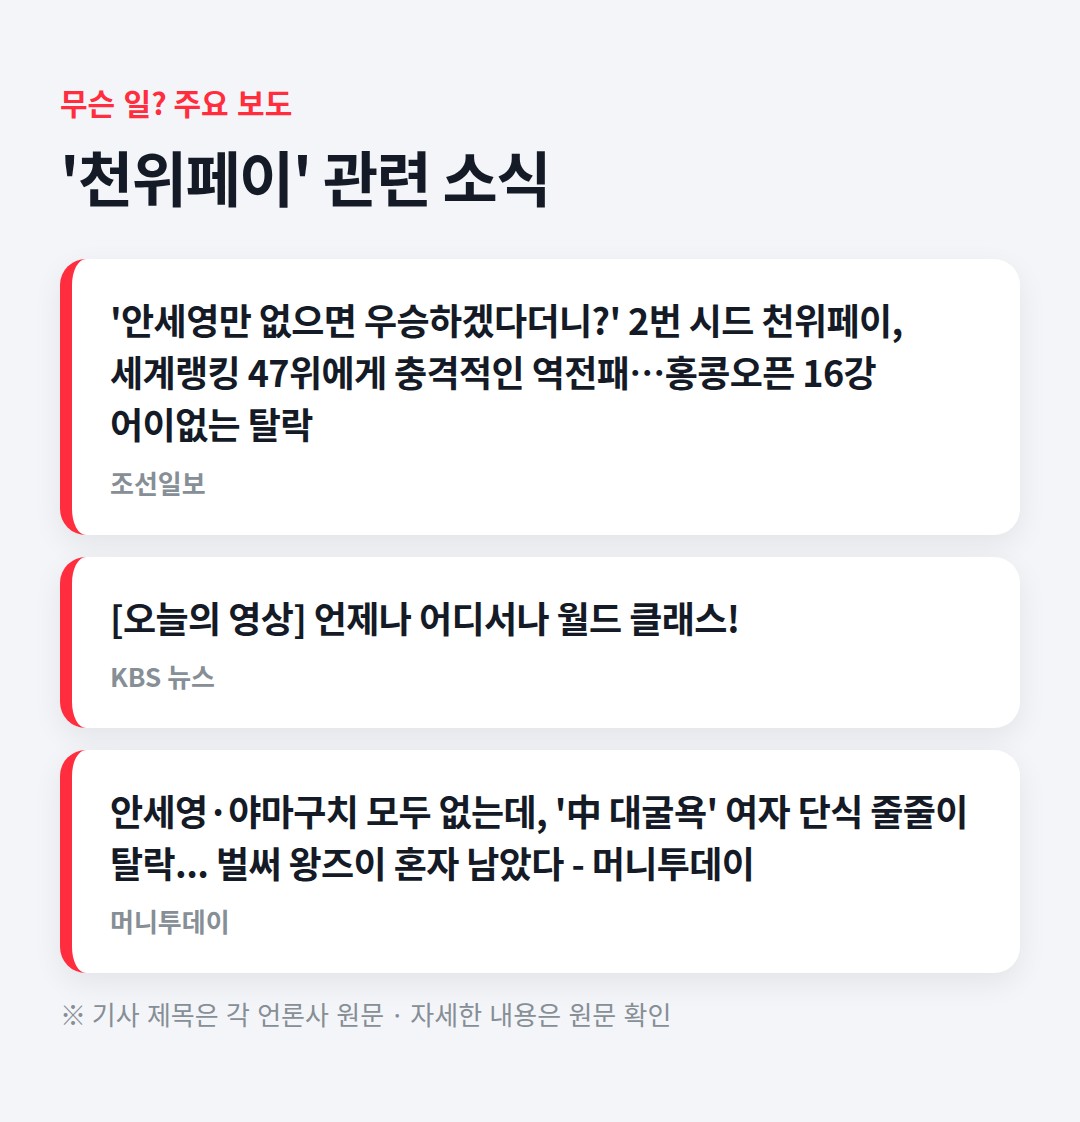 무슨 일? 주요 보도
'천위페이' 관련 소식
'안세영만 없으면 우승하겠다더니?' 2번 시드 천위페이,
세계랭킹 47위에게 충격적인 역전패…홍콩오픈 16강
어이없는 탈락
조선일보
[오늘의 영상] 언제나 어디서나 월드 클래스!
KBS 뉴스
안세영·야마구치 모두 없는데, '中 대굴욕' 여자 단식 줄줄이
탈락... 벌써 왕즈이 혼자 남았다 - 머니투데이
머니투데이
※ 기사 제목은 각 언론사 원문 · 자세한 내용은 원문 확인